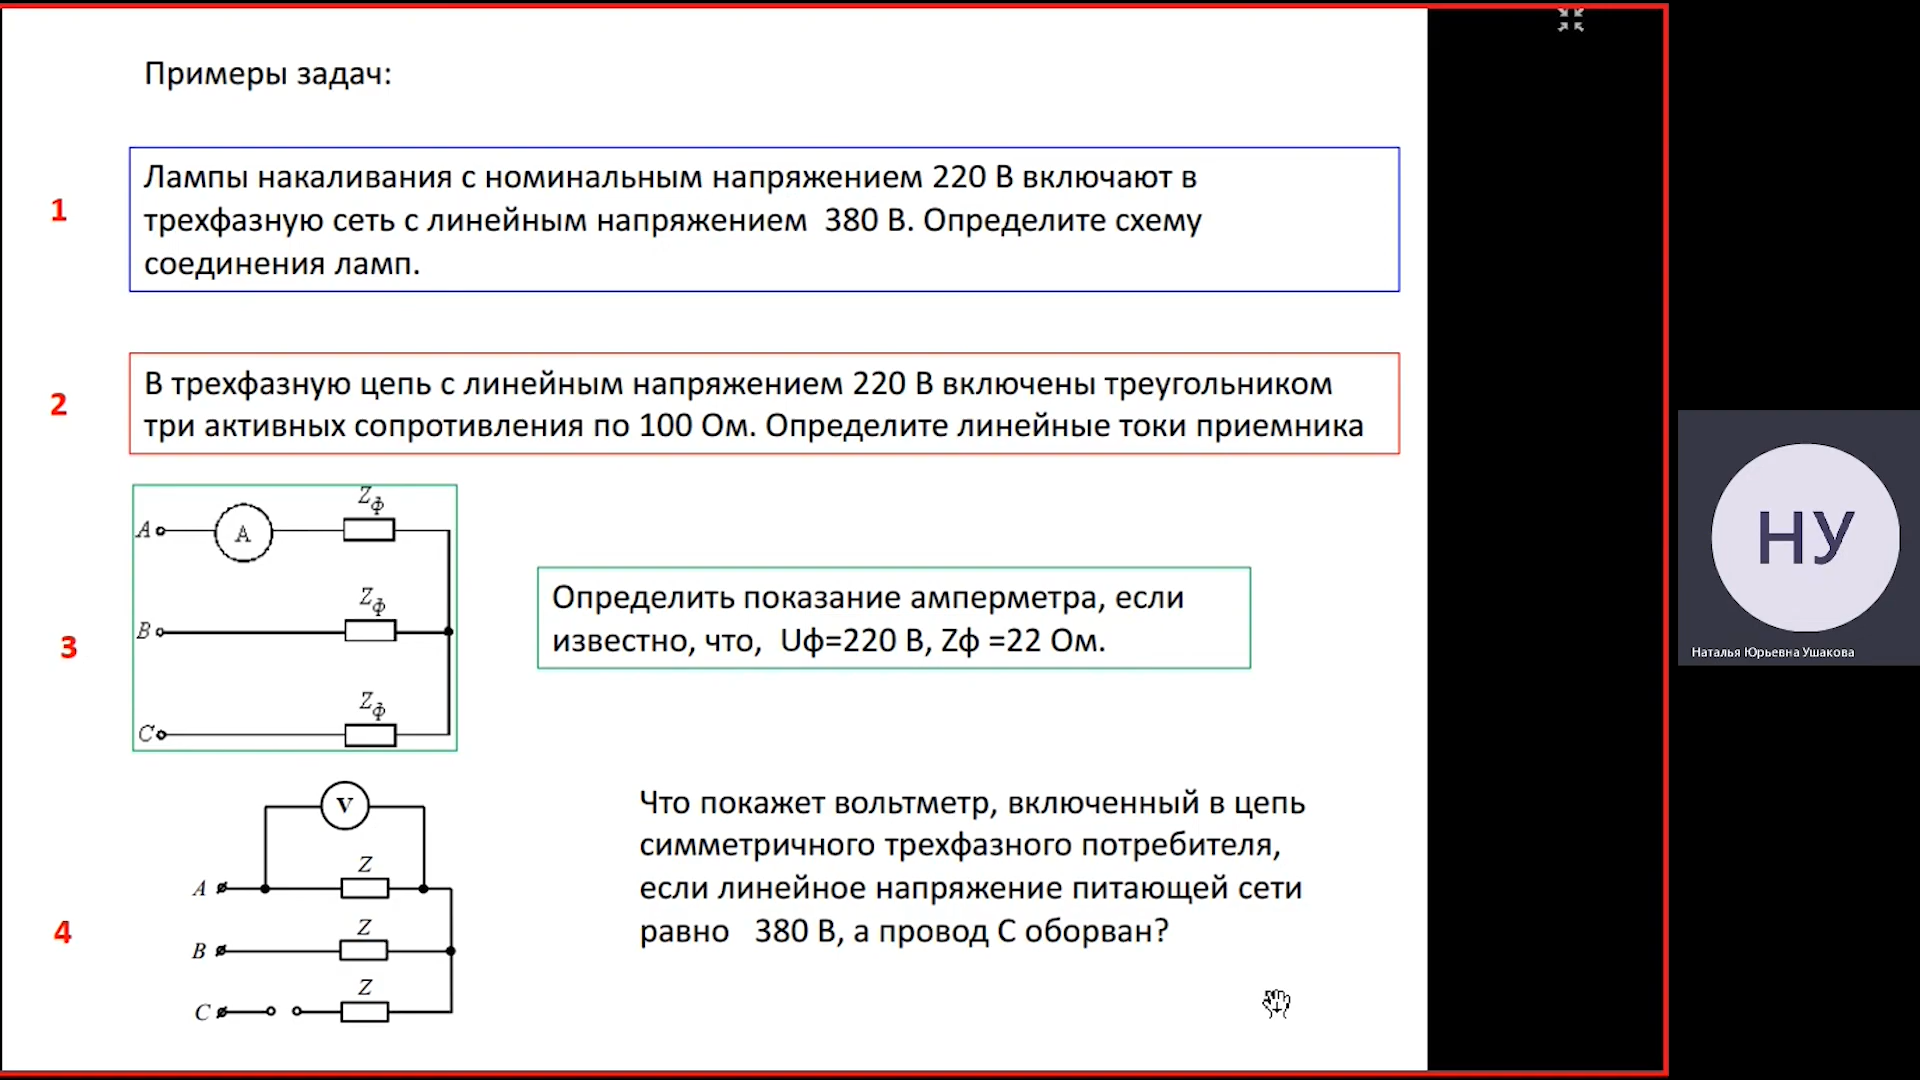 Примеры задач:
1
Лампы накаливания с номинальным напряжением 220 В включают в
трехфазную сеть с линейным напряжением 380 В. Определите схему
соединения ламп.
2
В трехфазную цепь с линейным напряжением 220 В включены треугольником
три активных сопротивления по 100 Ом. Определите линейные токи приемника
3
Zф
A
A
Zф
B
Zф
C
Определить показание амперметра, если
известно, что, Uф=220 В, Zф =22 Ом.
4
V
Z
A
Z
B
Z
C
Что покажет вольтметр, включенный в цепь
симметричного трехфазного потребителя,
если линейное напряжение питающей сети
равно 380 В, а провод С оборван?
НУ
Наталья Юрьевна Ушакова